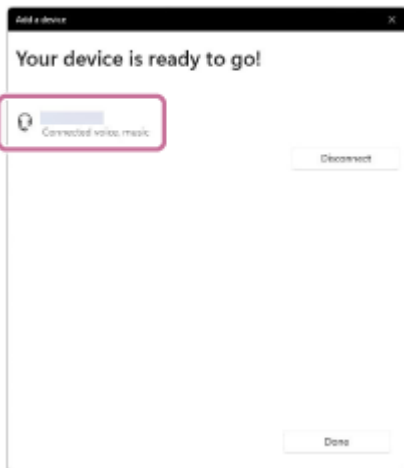 Add a device
Your device is ready to go!
Connected voice, music
Disconnect
Done